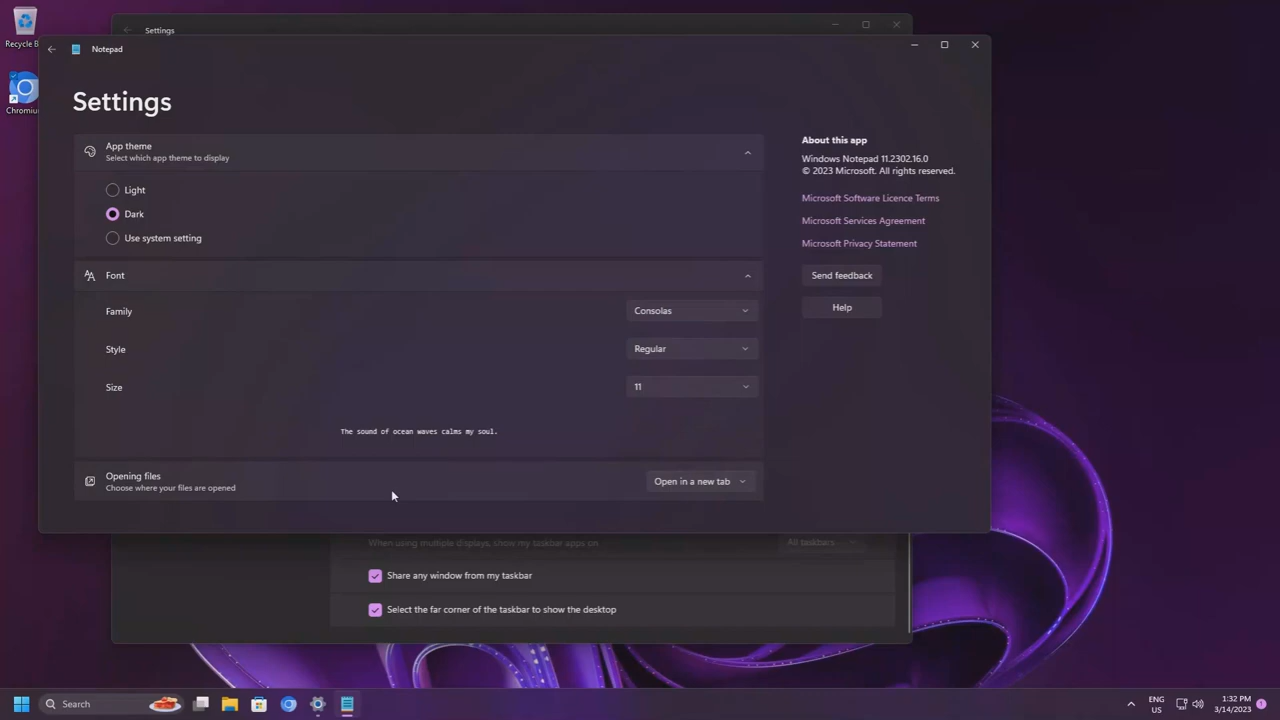 Recycle B
Chromiu
Settings
Notepad
Settings
App theme
Select which app theme to display
Light
Dark
Use system setting
Font
Family
Consolas
Style
Regular
Size
11
The sound of ocean waves calms my soul.
Opening files
Choose where your files are opened
Open in a new tab
About this app
Windows Notepad 11.2302.16.0
© 2023 Microsoft. All rights reserved.
Microsoft Software Licence Terms
Microsoft Services Agreement
Microsoft Privacy Statement
Send feedback
Help
When using multiple displays, show my taskbar apps on
All taskbars
Share any window from my taskbar
Select the far corner of the taskbar to show the desktop
Search
ENG
US
1:32 PM
3/14/2023
1